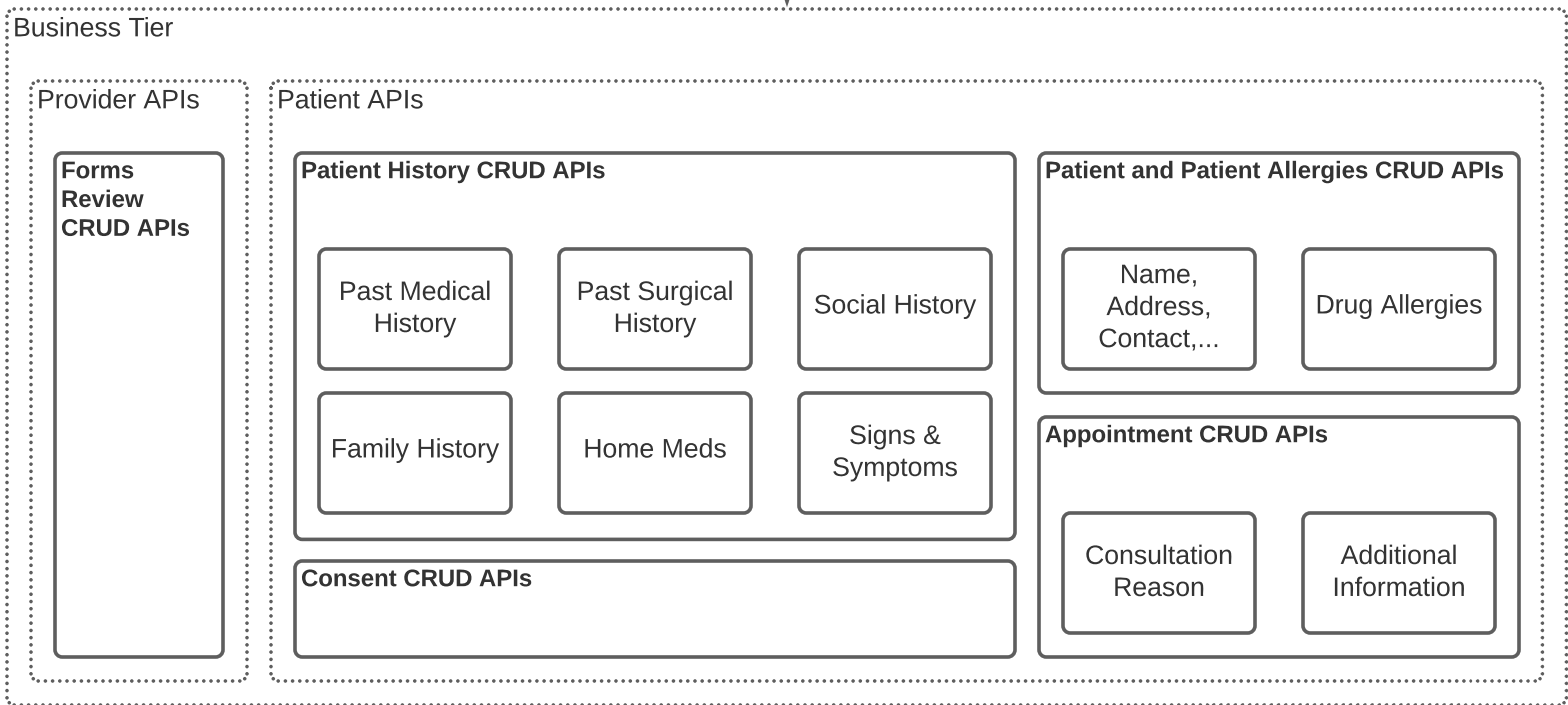 Business Tier
Provider APIs
Forms
Review
CRUD APIs
Patient APIs
Patient History CRUD APIs
Past Medical
History
Past Surgical
History
Social History
Family History
Home Meds
Signs &
Symptoms
Consent CRUD APIs
Patient and Patient Allergies CRUD APIs
Name,
Address,
Contact,...
Drug Allergies
Appointment CRUD APIs
Consultation
Reason
Additional
Information